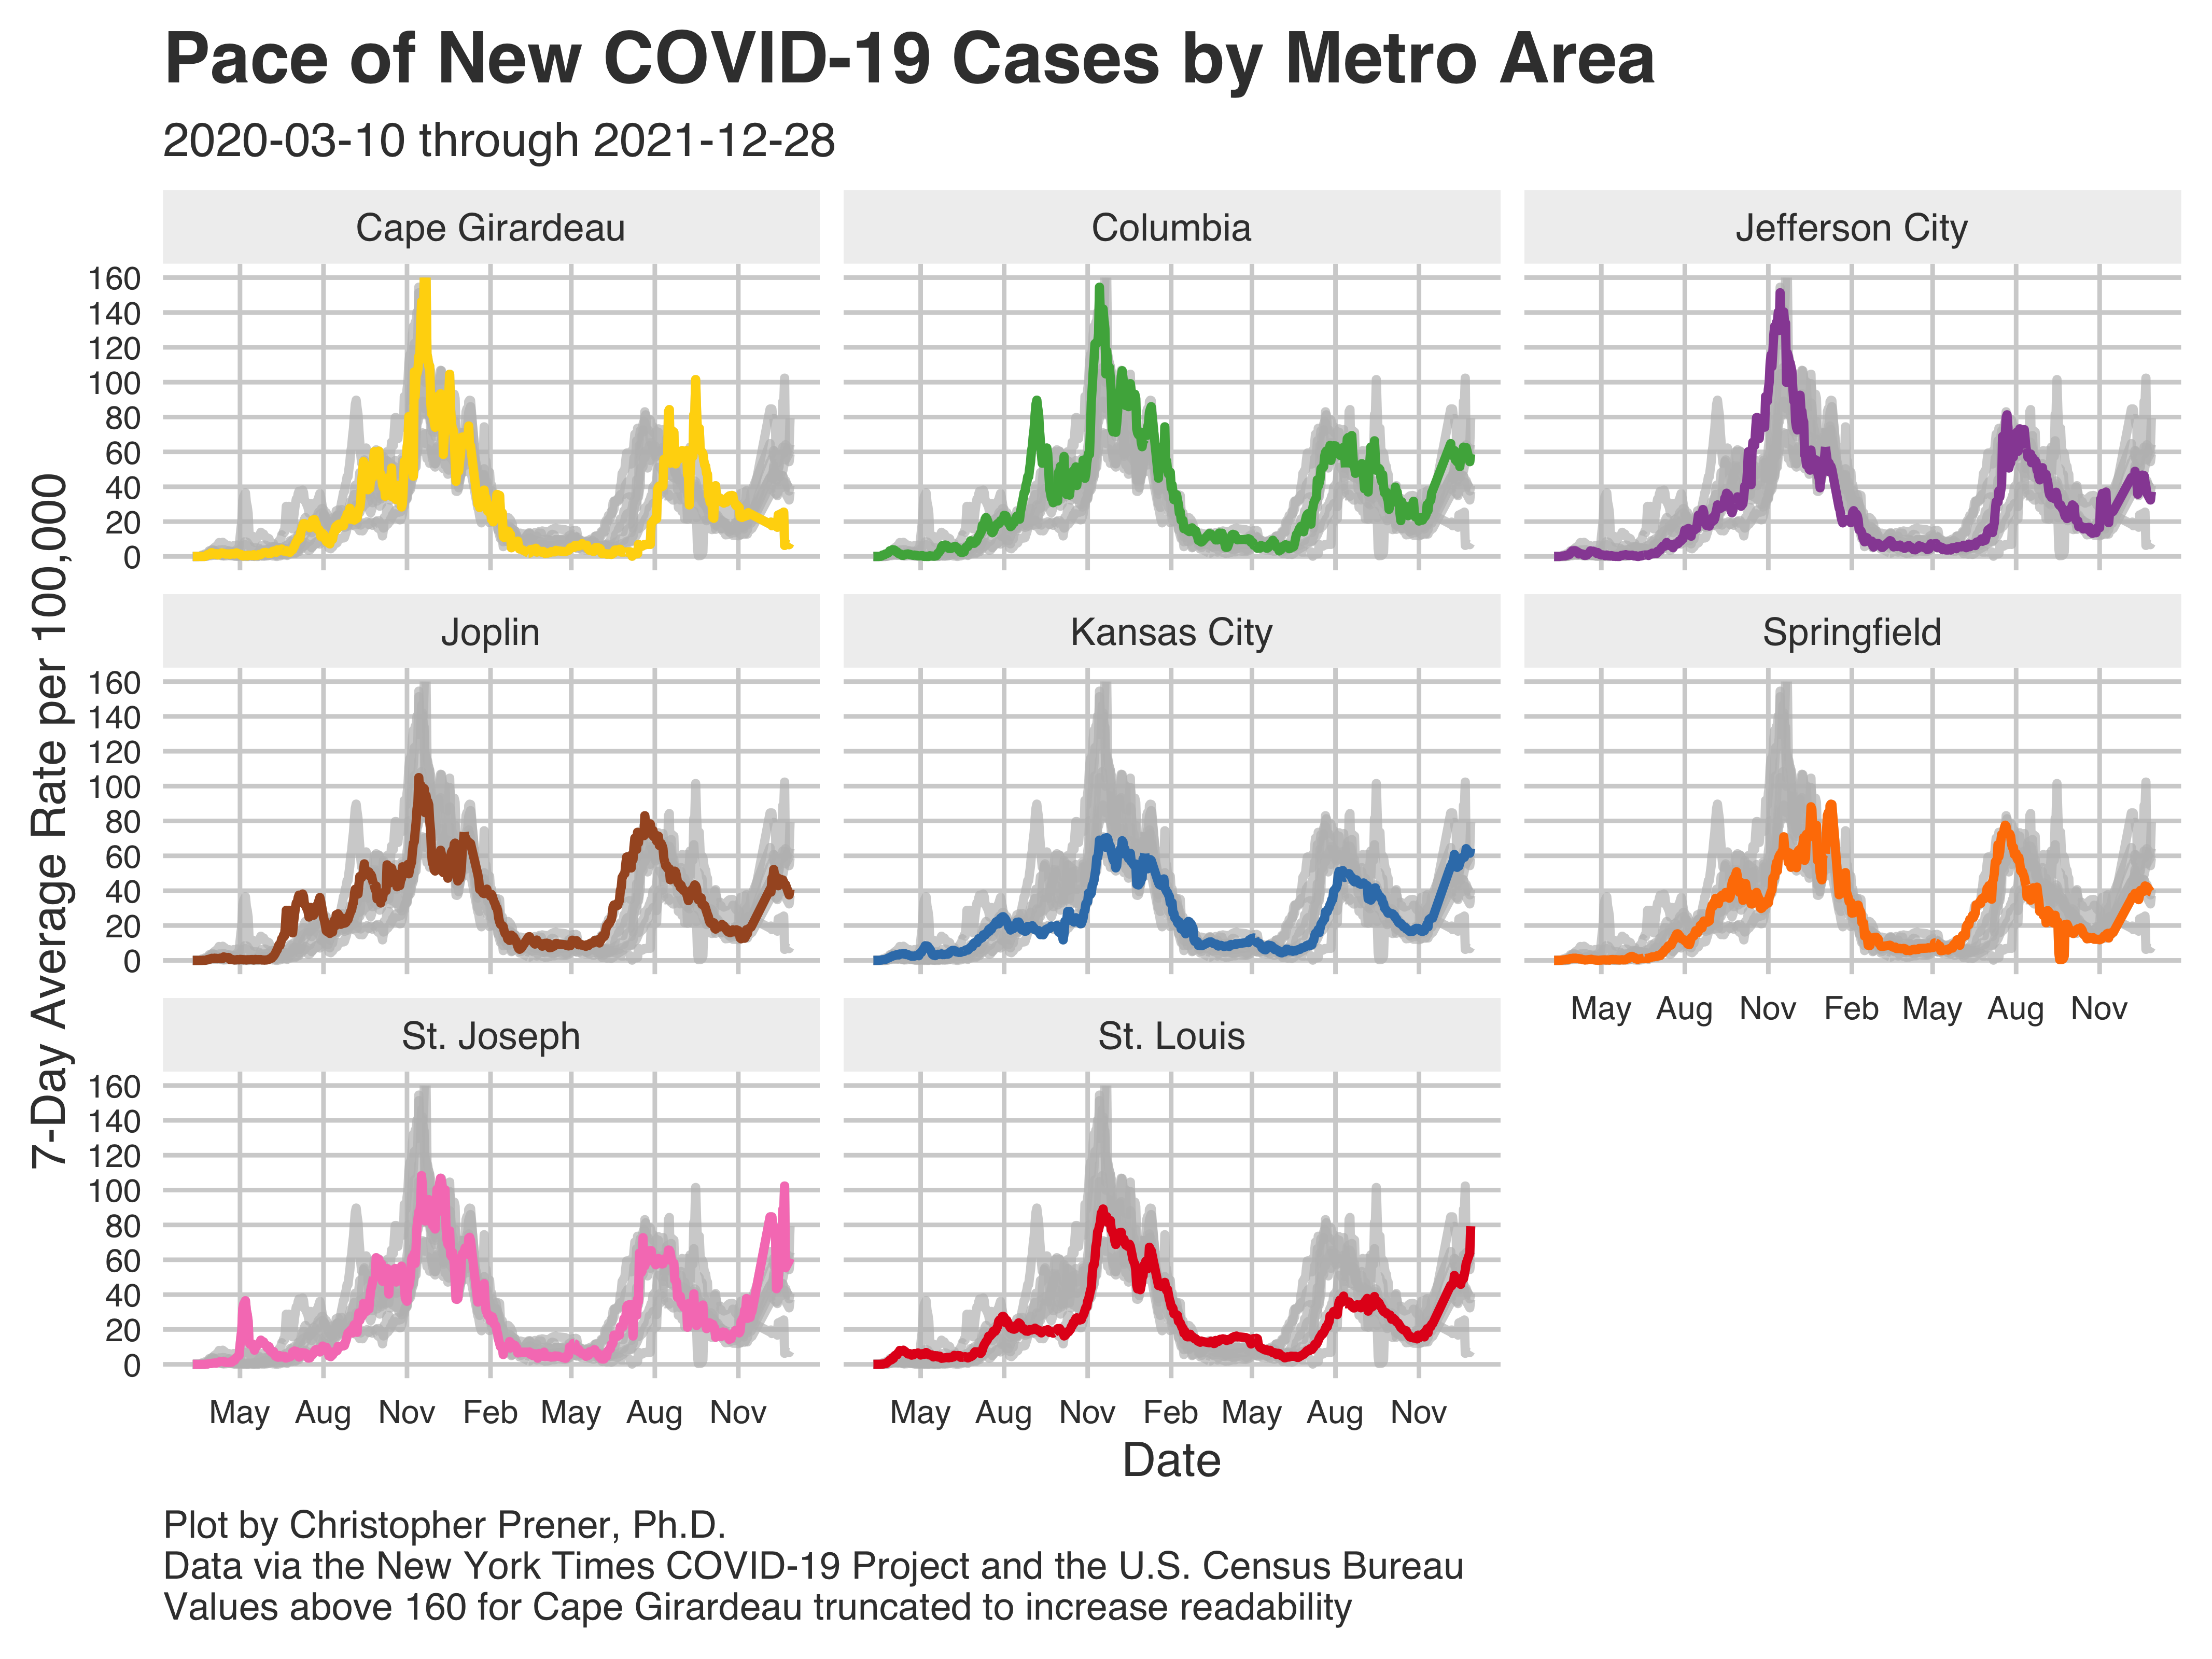 Pace of New COVID-19 Cases by Metro Area
2020-03-10 through 2021-12-28
Cape Girardeau
Columbia
Jefferson City
160
140
120
100
80
60
40
20
0
Joplin
Kansas City
Springfield
160
140
120
100
80
60
40
20
0
May Aug Nov Feb May Aug Nov
St. Joseph
St. Louis
160
140
120
100
80
60
40
20
0
May Aug Nov Feb May Aug Nov
May Aug Nov Feb May Aug Nov
7-Day Average Rate per 100,000
Date
Plot by Christopher Prener, Ph.D.
Data via the New York Times COVID-19 Project and the U.S. Census Bureau
Values above 160 for Cape Girardeau truncated to increase readability